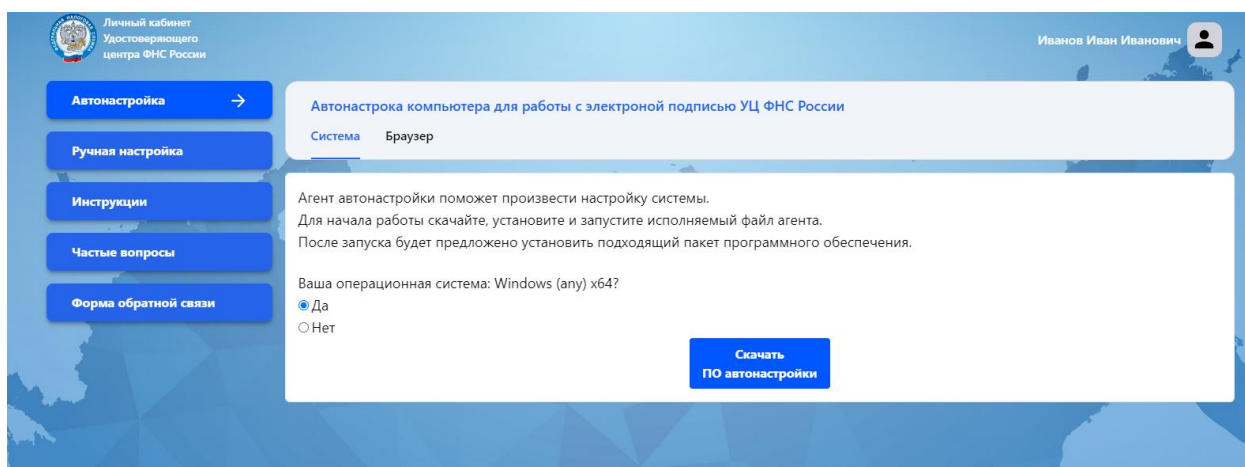 Личный кабинет
Удостоверяющего
центра ФНС России
Иванов Иван Иванович
Автонастройка
Ручная настройка
Инструкции
Частые вопросы
Форма обратной связи
Автонастрока компьютера для работы с электроной подписью УЦ ФНС России
Система Браузер
Агент автонастройки поможет произвести настройку системы.
Для начала работы скачайте, установите и запустите исполняемый файл агента.
После запуска будет предложено установить подходящий пакет программного обеспечения.
Ваша операционная система: Windows (any) x64?
Да
Нет
Скачать
ПО автонастройки